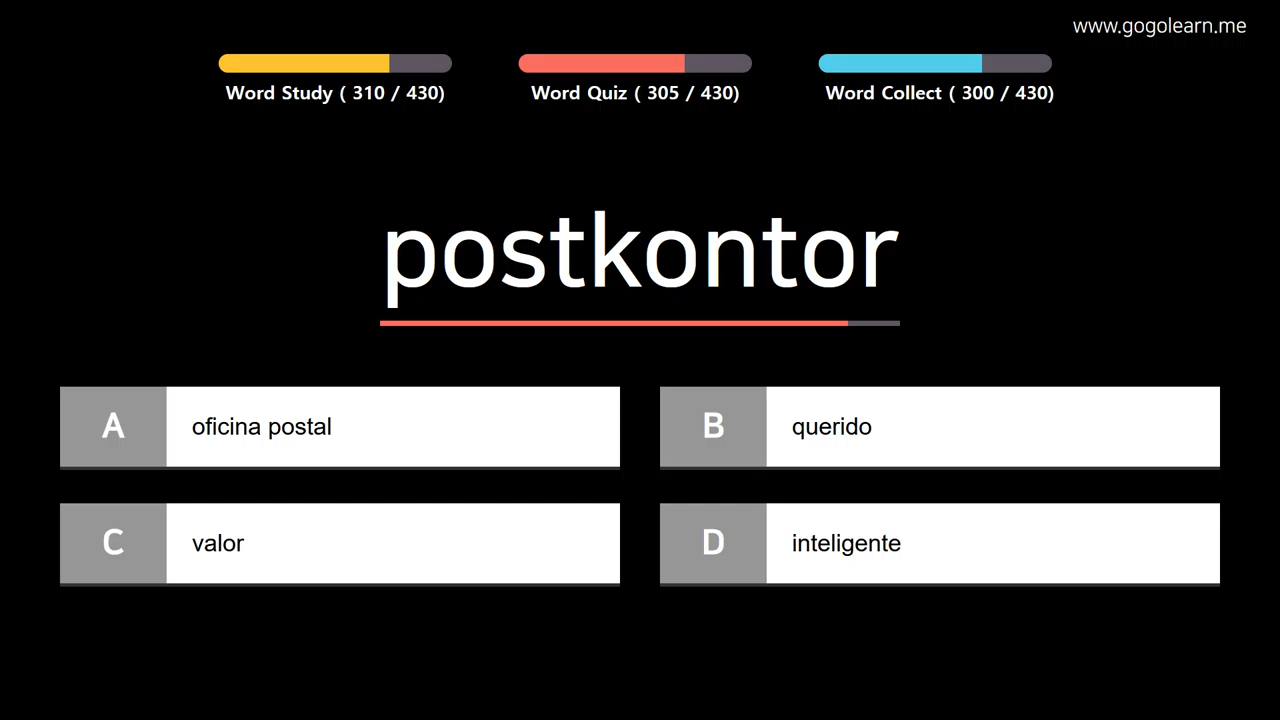 www.gogolearn.me
Word Study ( 310 / 430)
Word Quiz ( 305 / 430)
Word Collect ( 300 / 430)
postkontor
A oficina postal
B querido
C valor
D inteligente